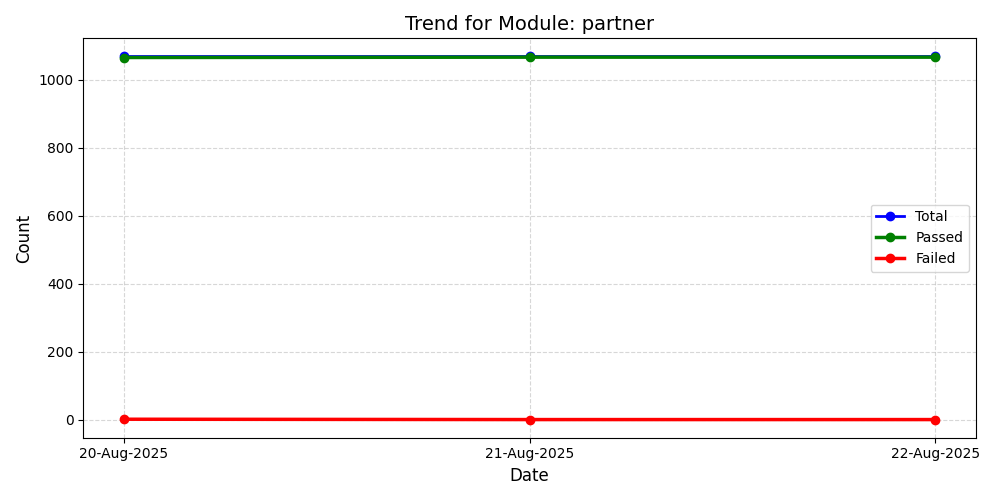 Trend for Module: partner
Count
1000
800
600
400
200
0
Total
Passed
Failed
20-Aug-2025
21-Aug-2025
22-Aug-2025
Date